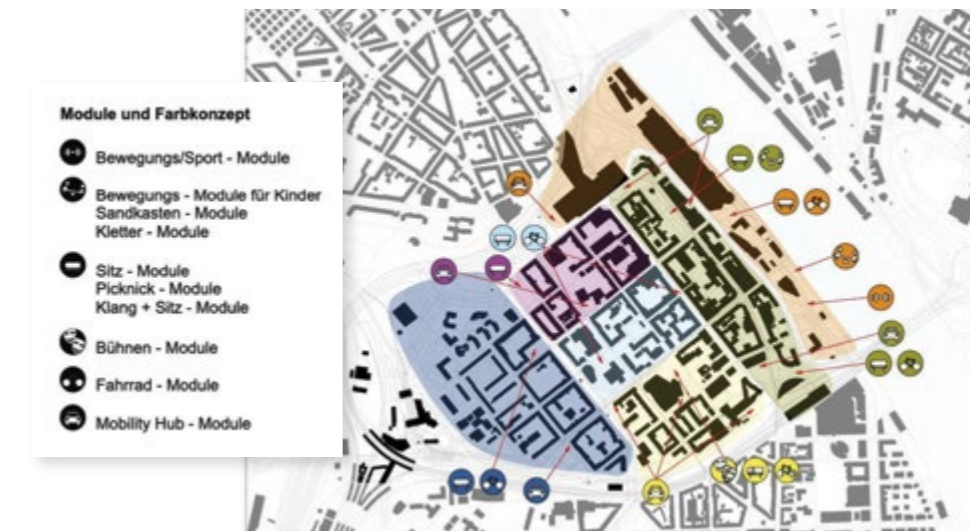 Module und Farbkonzept
Bewegungs/Sport - Module
Bewegungs - Module für Kinder
Sandkasten - Module
Kletter - Module
Sitz - Module
Picknick - Module
Klang + Sitz - Module
Bühnen - Module
Fahrrad - Module
Mobility Hub - Module